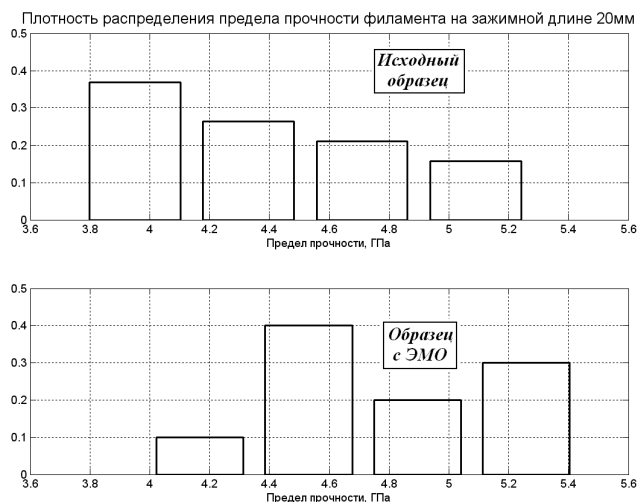 Плотность распределения предела прочности филамента на зажимной длине 20мм
0.5
0.4
0.3
0.2
0.1
0
Исходный
образец
3.6 3.8 4 4.2 4.4 4.6 4.8 5 5.2 5.4 5.6
Предел прочности, ГПа
0.5
0.4
0.3
0.2
0.1
0
Образец
с ЭМО
3.6 3.8 4 4.2 4.4 4.6 4.8 5 5.2 5.4 5.6
Предел прочности, ГПа